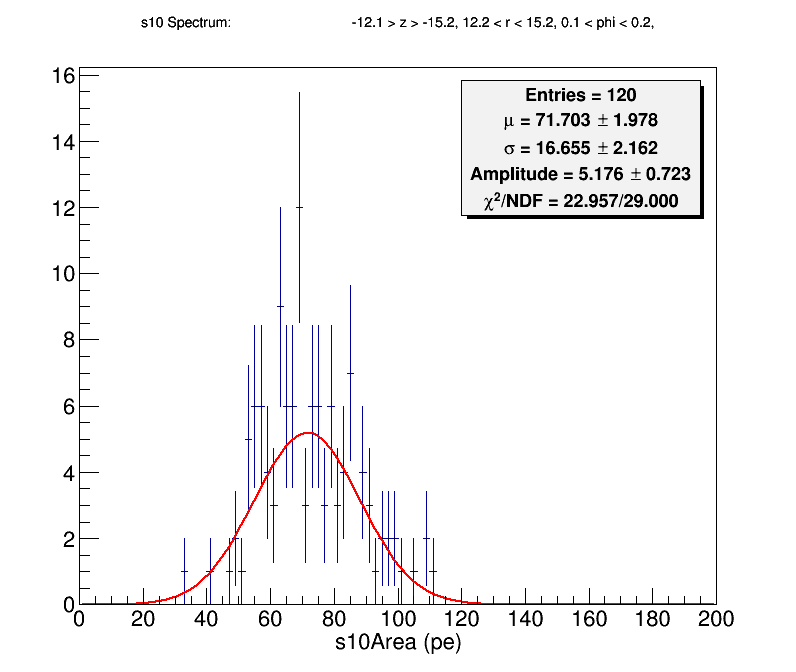 s10 Spectrum: -12.1 > z > -15.2, 12.2 < r < 15.2, 0.1 < phi < 0.2,
Entries = 120
μ = 71.703 ± 1.978
σ = 16.655 ± 2.162
Amplitude = 5.176 ± 0.723
χ²/NDF = 22.957/29.000
16
14
12
10
8
6
4
2
0
0 20 40 60 80 100 120 140 160 180 200
s10Area (pe)